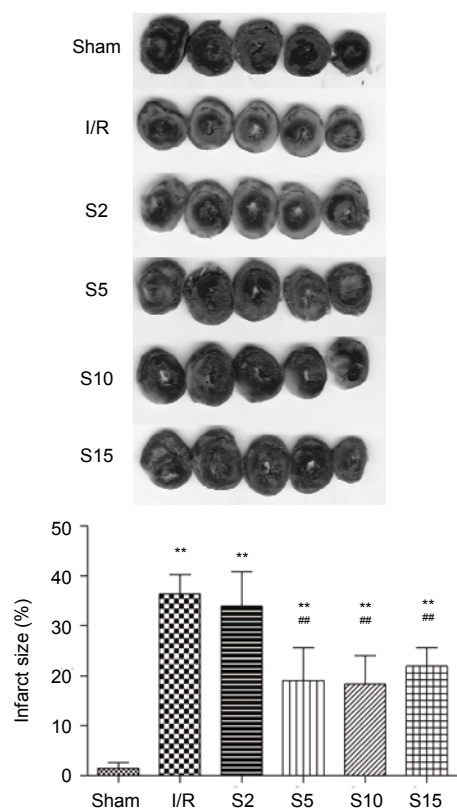 Sham
I/R
S2
S5
S10
S15
50
40
30
20
10
0
Infarct size (%)
**
**
**
##
**
##
**
##
Sham I/R S2 S5 S10 S15